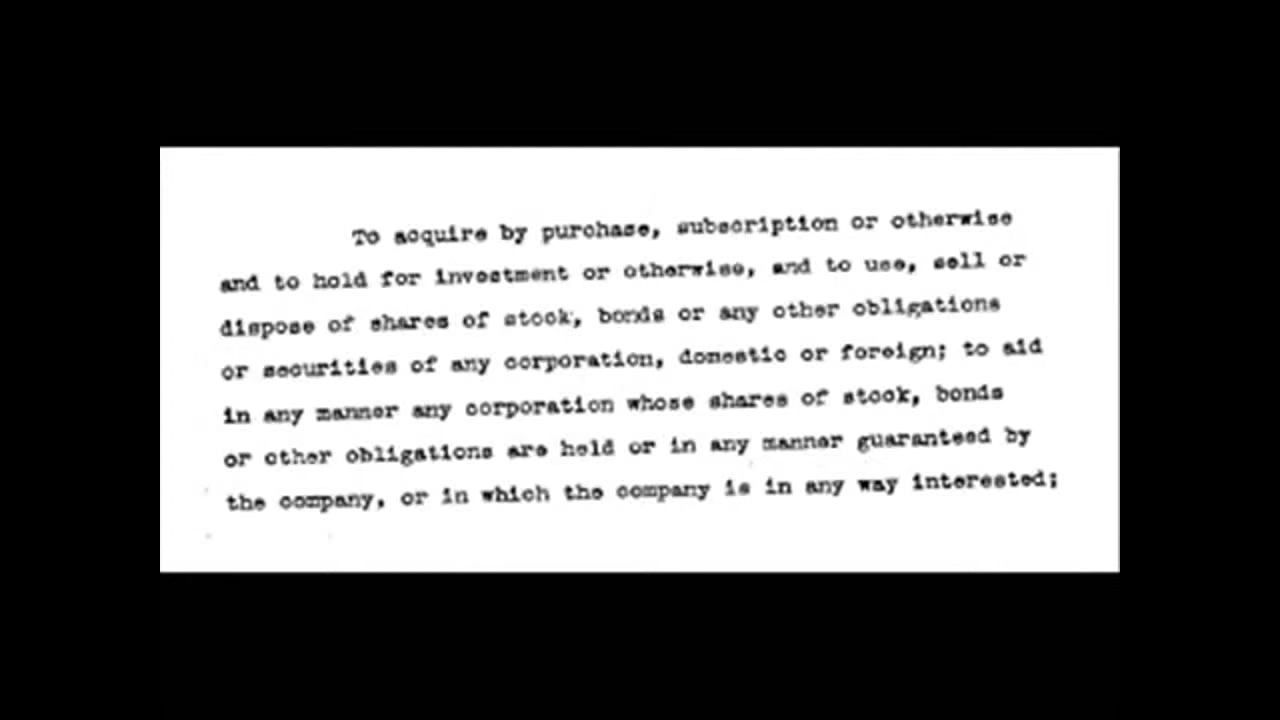 To acquire by purchase, subscription or otherwise
and to hold for investment or otherwise, and to use, sell or
dispose of shares of stock, bonds or any other obligations
or securities of any corporation, domestic or foreign; to aid
in any manner any corporation whose shares of stock, bonds
or other obligations are held or in any manner guaranteed by
the company, or in which the company is in any way interested;